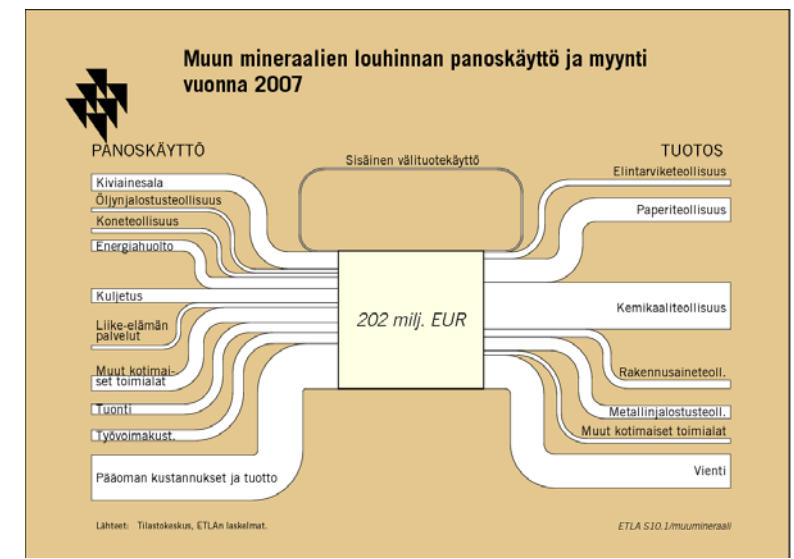 Muun mineraalien louhinnan panoskäyttö ja myynti
vuonna 2007
PANOSKÄYTTÖ
Sisäinen välituotekäyttö
TUOTOS
Kiviainesala
Öljynjalostusteollisuus
Koneteollisuus
Energiahuolto
Kuljetus
Liike-elämän
palvelut
Muut kotimai-
set toimialat
Tuonti
Työvoimakust.
Pääoman kustannukset ja tuotto
202 milj. EUR
Elintarviketeollisuus
Paperiteollisuus
Kemikaaliteollisuus
Rakennusaineteoll.
Metallinjalostusteoll.
Muut kotimaiset toimialat
Vienti
Lähteet: Tilastokeskus, ETLAn laskelmat.
ETLA S10.1/muumineraali